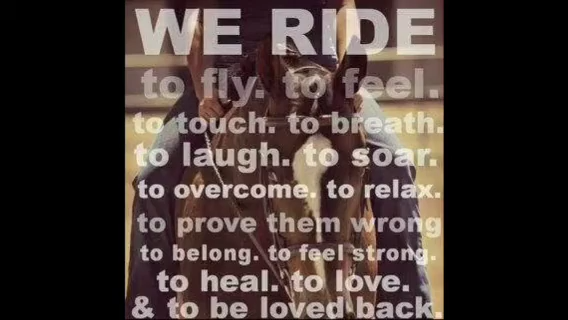 WE RIDE
to fly. to feel.
to touch. to breath.
to laugh. to soar.
to overcome. to relax.
to prove them wrong
to belong. to feel strong.
to heal. to love.
& to be loved back.